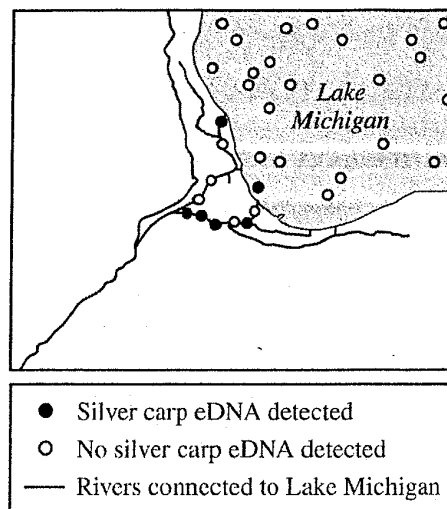 Lake
Michigan
Silver carp eDNA detected
No silver carp eDNA detected
Rivers connected to Lake Michigan